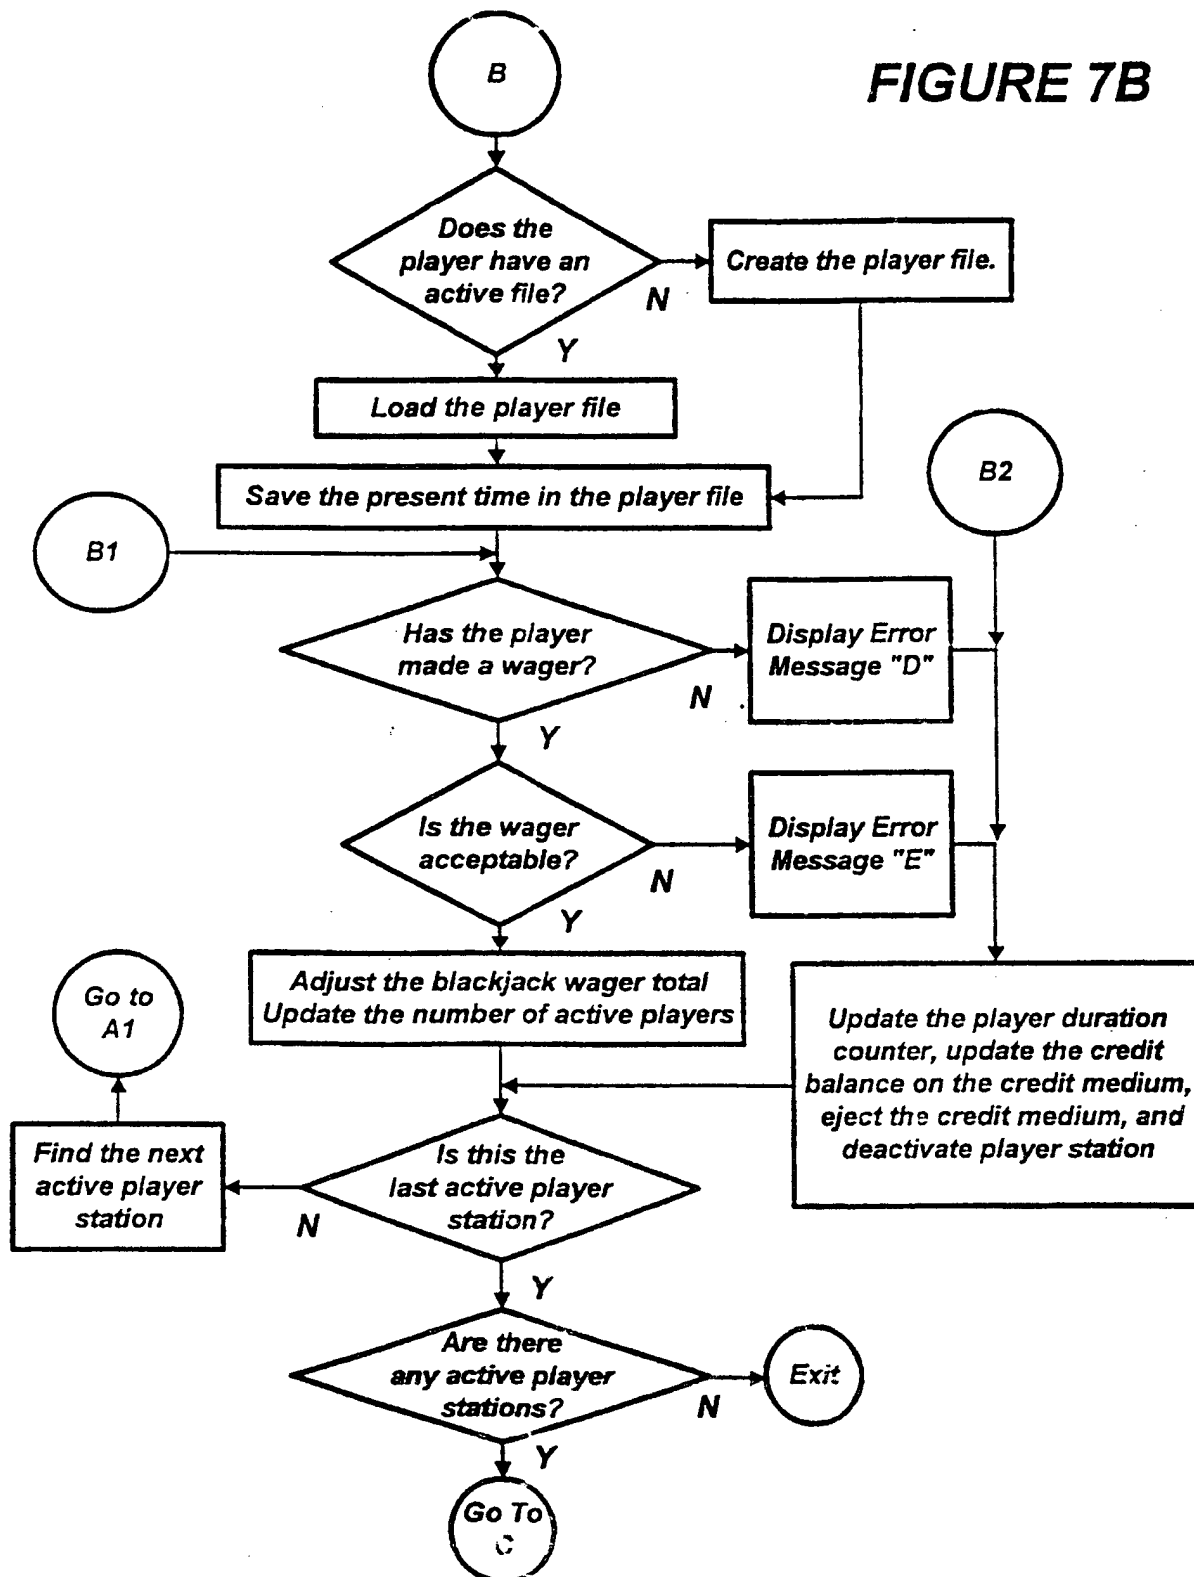 FIGURE 7B
B
Does the
player have an
active file?
N
Create the player file.
Y
Load the player file
Save the present time in the player file
B2
B1
Has the player
made a wager?
N
Display Error
Message "D"
Y
Is the wager
acceptable?
N
Display Error
Message "E"
Y
Adjust the blackjack wager total
Update the number of active players
Go to
A1
Update the player duration
counter, update the credit
balance on the credit medium,
eject the credit medium, and
deactivate player station
Find the next
active player
station
Is this the
last active player
station?
N
Y
Are there
any active player
stations?
N
Exit
Y
Go To
C